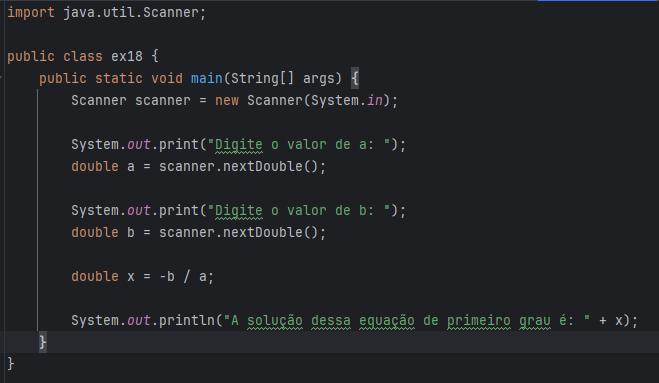 import java.util.Scanner;
public class ex18 {
public static void main(String[] args) {
Scanner scanner = new Scanner(System.in);
System.out.print("Digite o valor de a: ");
double a = scanner.nextDouble();
System.out.print("Digite o valor de b: ");
double b = scanner.nextDouble();
double x = -b / a;
System.out.println("A solução dessa equação de primeiro grau é: " + x);
}
}